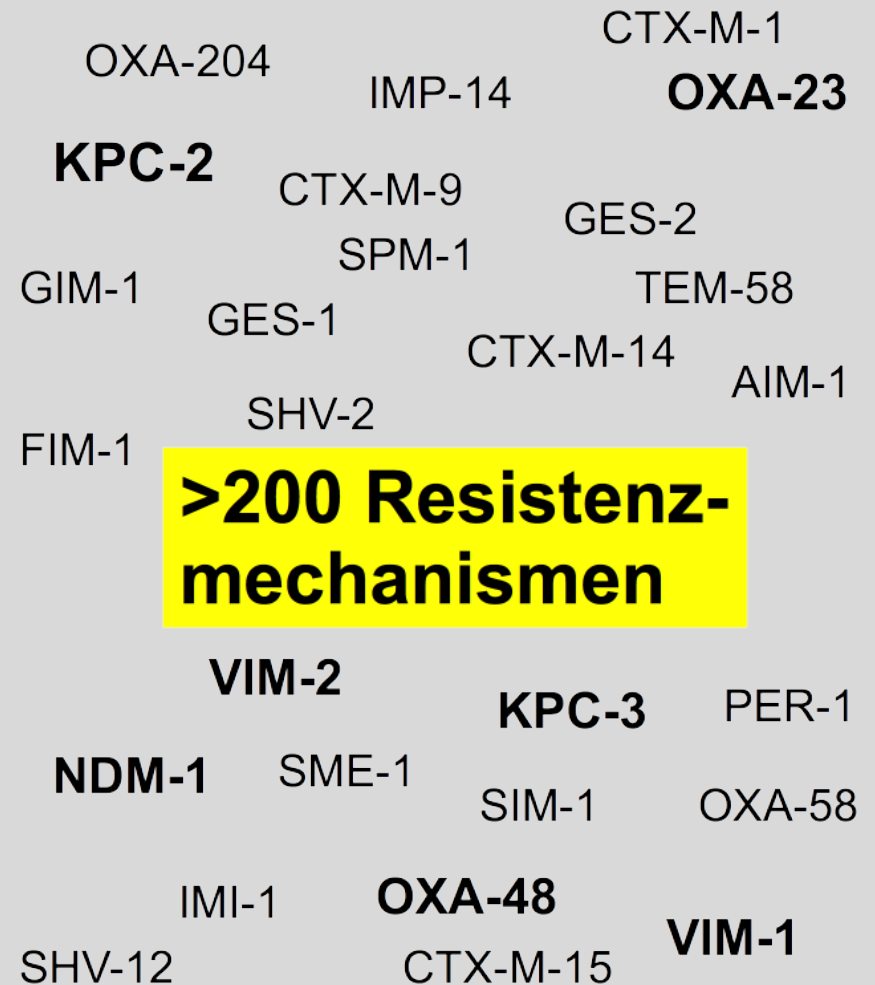 CTX-M-1
OXA-204
IMP-14
OXA-23
KPC-2
CTX-M-9
GES-2
SPM-1
GIM-1
TEM-58
GES-1
CTX-M-14
AIM-1
SHV-2
FIM-1
>200 Resistenz-
mechanismen
VIM-2
KPC-3
PER-1
NDM-1
SME-1
SIM-1
OXA-58
IMI-1
OXA-48
VIM-1
SHV-12
CTX-M-15